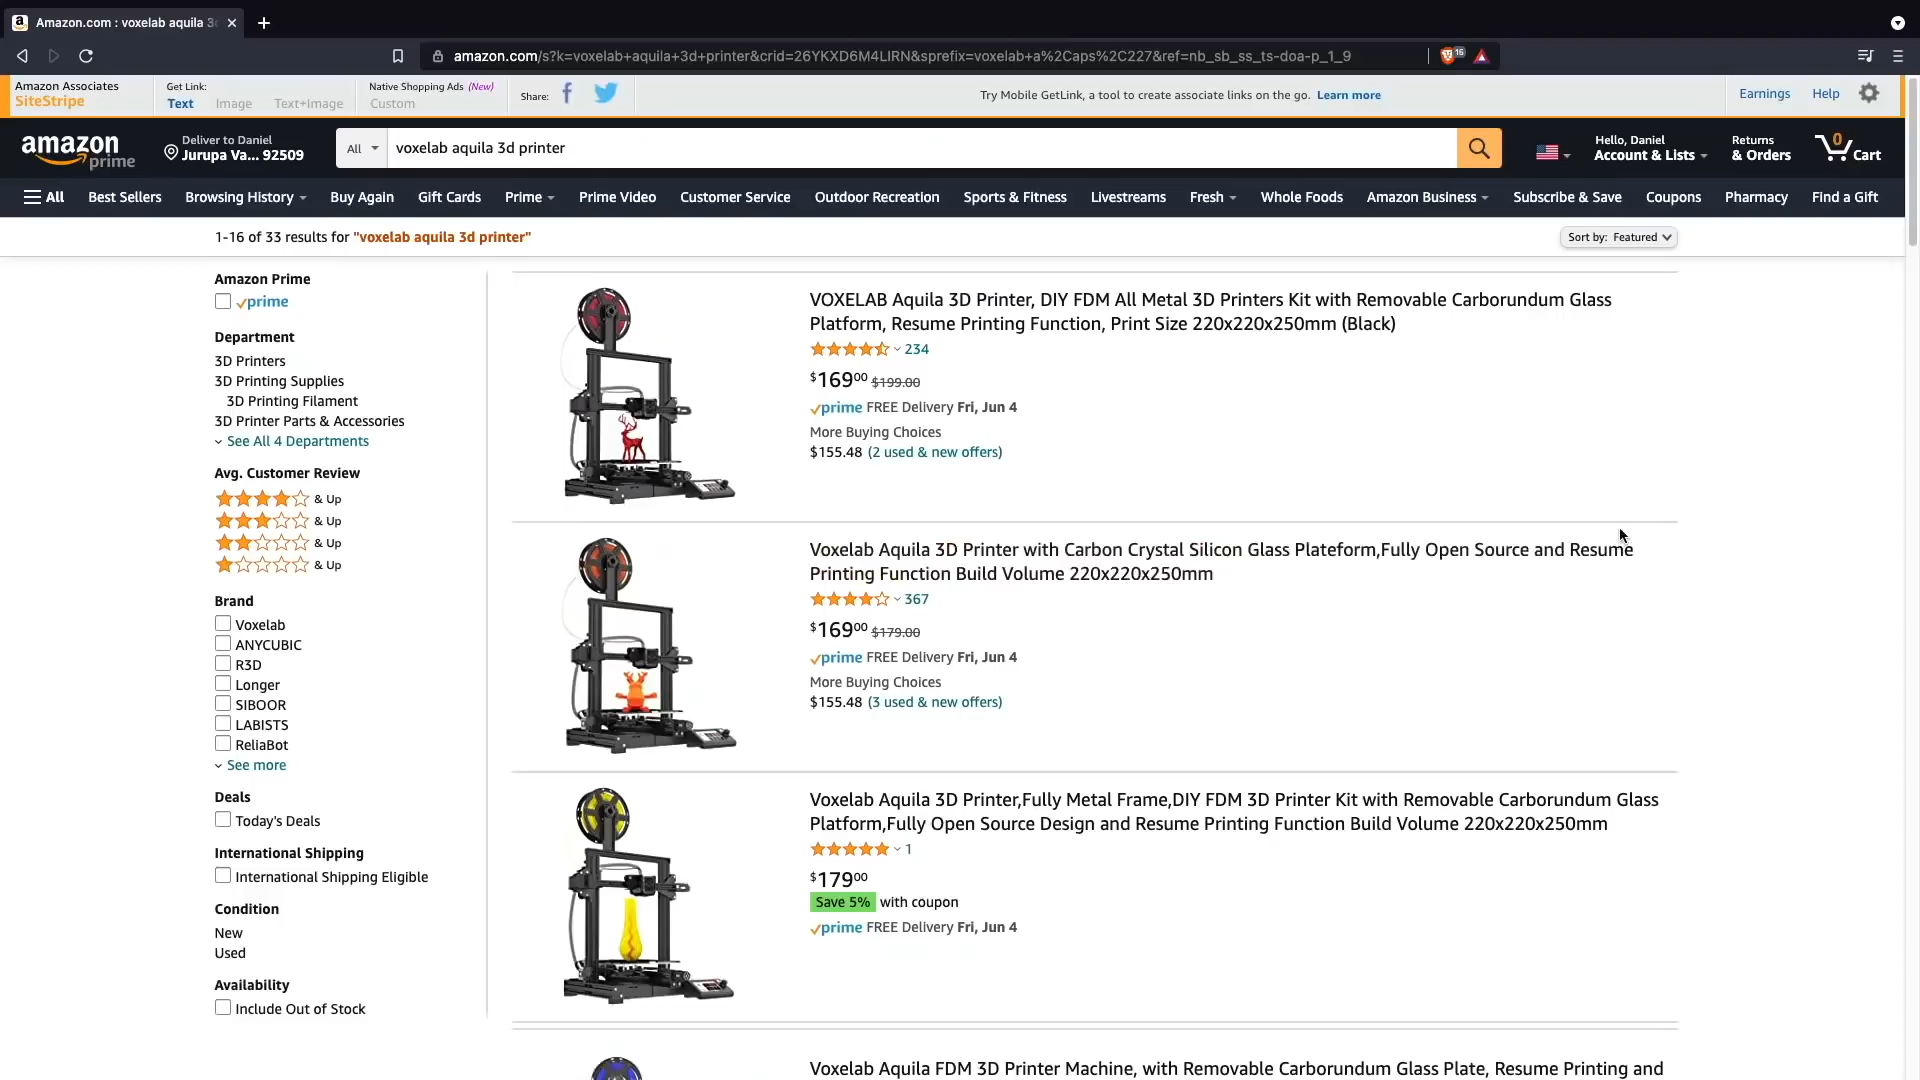 Amazon.com : voxelab aquila 3
amazon.com/s?k=voxelab+aquila+3d+printer&crid=26YKXD6M4LIRN&sprefix=voxelab+a%2Caps%2C227&ref=nb_sb_ss_ts-doa-p_1_9
15
Amazon Associates
SiteStripe
Get Link:
Text Image Text+Image
Native Shopping Ads (New)
Custom
Share:
Try Mobile GetLink, a tool to create associate links on the go. Learn more
Earnings Help
amazon prime
Deliver to Daniel
Jurupa Va... 92509
All
voxelab aquila 3d printer
Hello, Daniel
Account & Lists
Returns
& Orders
0
Cart
All Best Sellers Browsing History Buy Again Gift Cards Prime Prime Video Customer Service Outdoor Recreation Sports & Fitness Livestreams Fresh Whole Foods Amazon Business Subscribe & Save Coupons Pharmacy Find a Gift
1-16 of 33 results for "voxelab aquila 3d printer"
Sort by: Featured
Amazon Prime
prime
Department
3D Printers
3D Printing Supplies
3D Printing Filament
3D Printer Parts & Accessories
See All 4 Departments
Avg. Customer Review
& Up
& Up
& Up
& Up
Brand
Voxelab
ANYCUBIC
R3D
Longer
SIBOOR
LABISTS
ReliaBot
See more
Deals
Today's Deals
International Shipping
International Shipping Eligible
Condition
New
Used
Availability
Include Out of Stock
VOXELAB Aquila 3D Printer, DIY FDM All Metal 3D Printers Kit with Removable Carborundum Glass
Platform, Resume Printing Function, Print Size 220x220x250mm (Black)
234
$16900 $199.00
prime FREE Delivery Fri, Jun 4
More Buying Choices
$155.48 (2 used & new offers)
Voxelab Aquila 3D Printer with Carbon Crystal Silicon Glass Plateform,Fully Open Source and Resume
Printing Function Build Volume 220x220x250mm
367
$16900 $179.00
prime FREE Delivery Fri, Jun 4
More Buying Choices
$155.48 (3 used & new offers)
Voxelab Aquila 3D Printer,Fully Metal Frame,DIY FDM 3D Printer Kit with Removable Carborundum Glass
Platform,Fully Open Source Design and Resume Printing Function Build Volume 220x220x250mm
1
$17900
Save 5% with coupon
prime FREE Delivery Fri, Jun 4
Voxelab Aquila FDM 3D Printer Machine, with Removable Carborundum Glass Plate, Resume Printing and